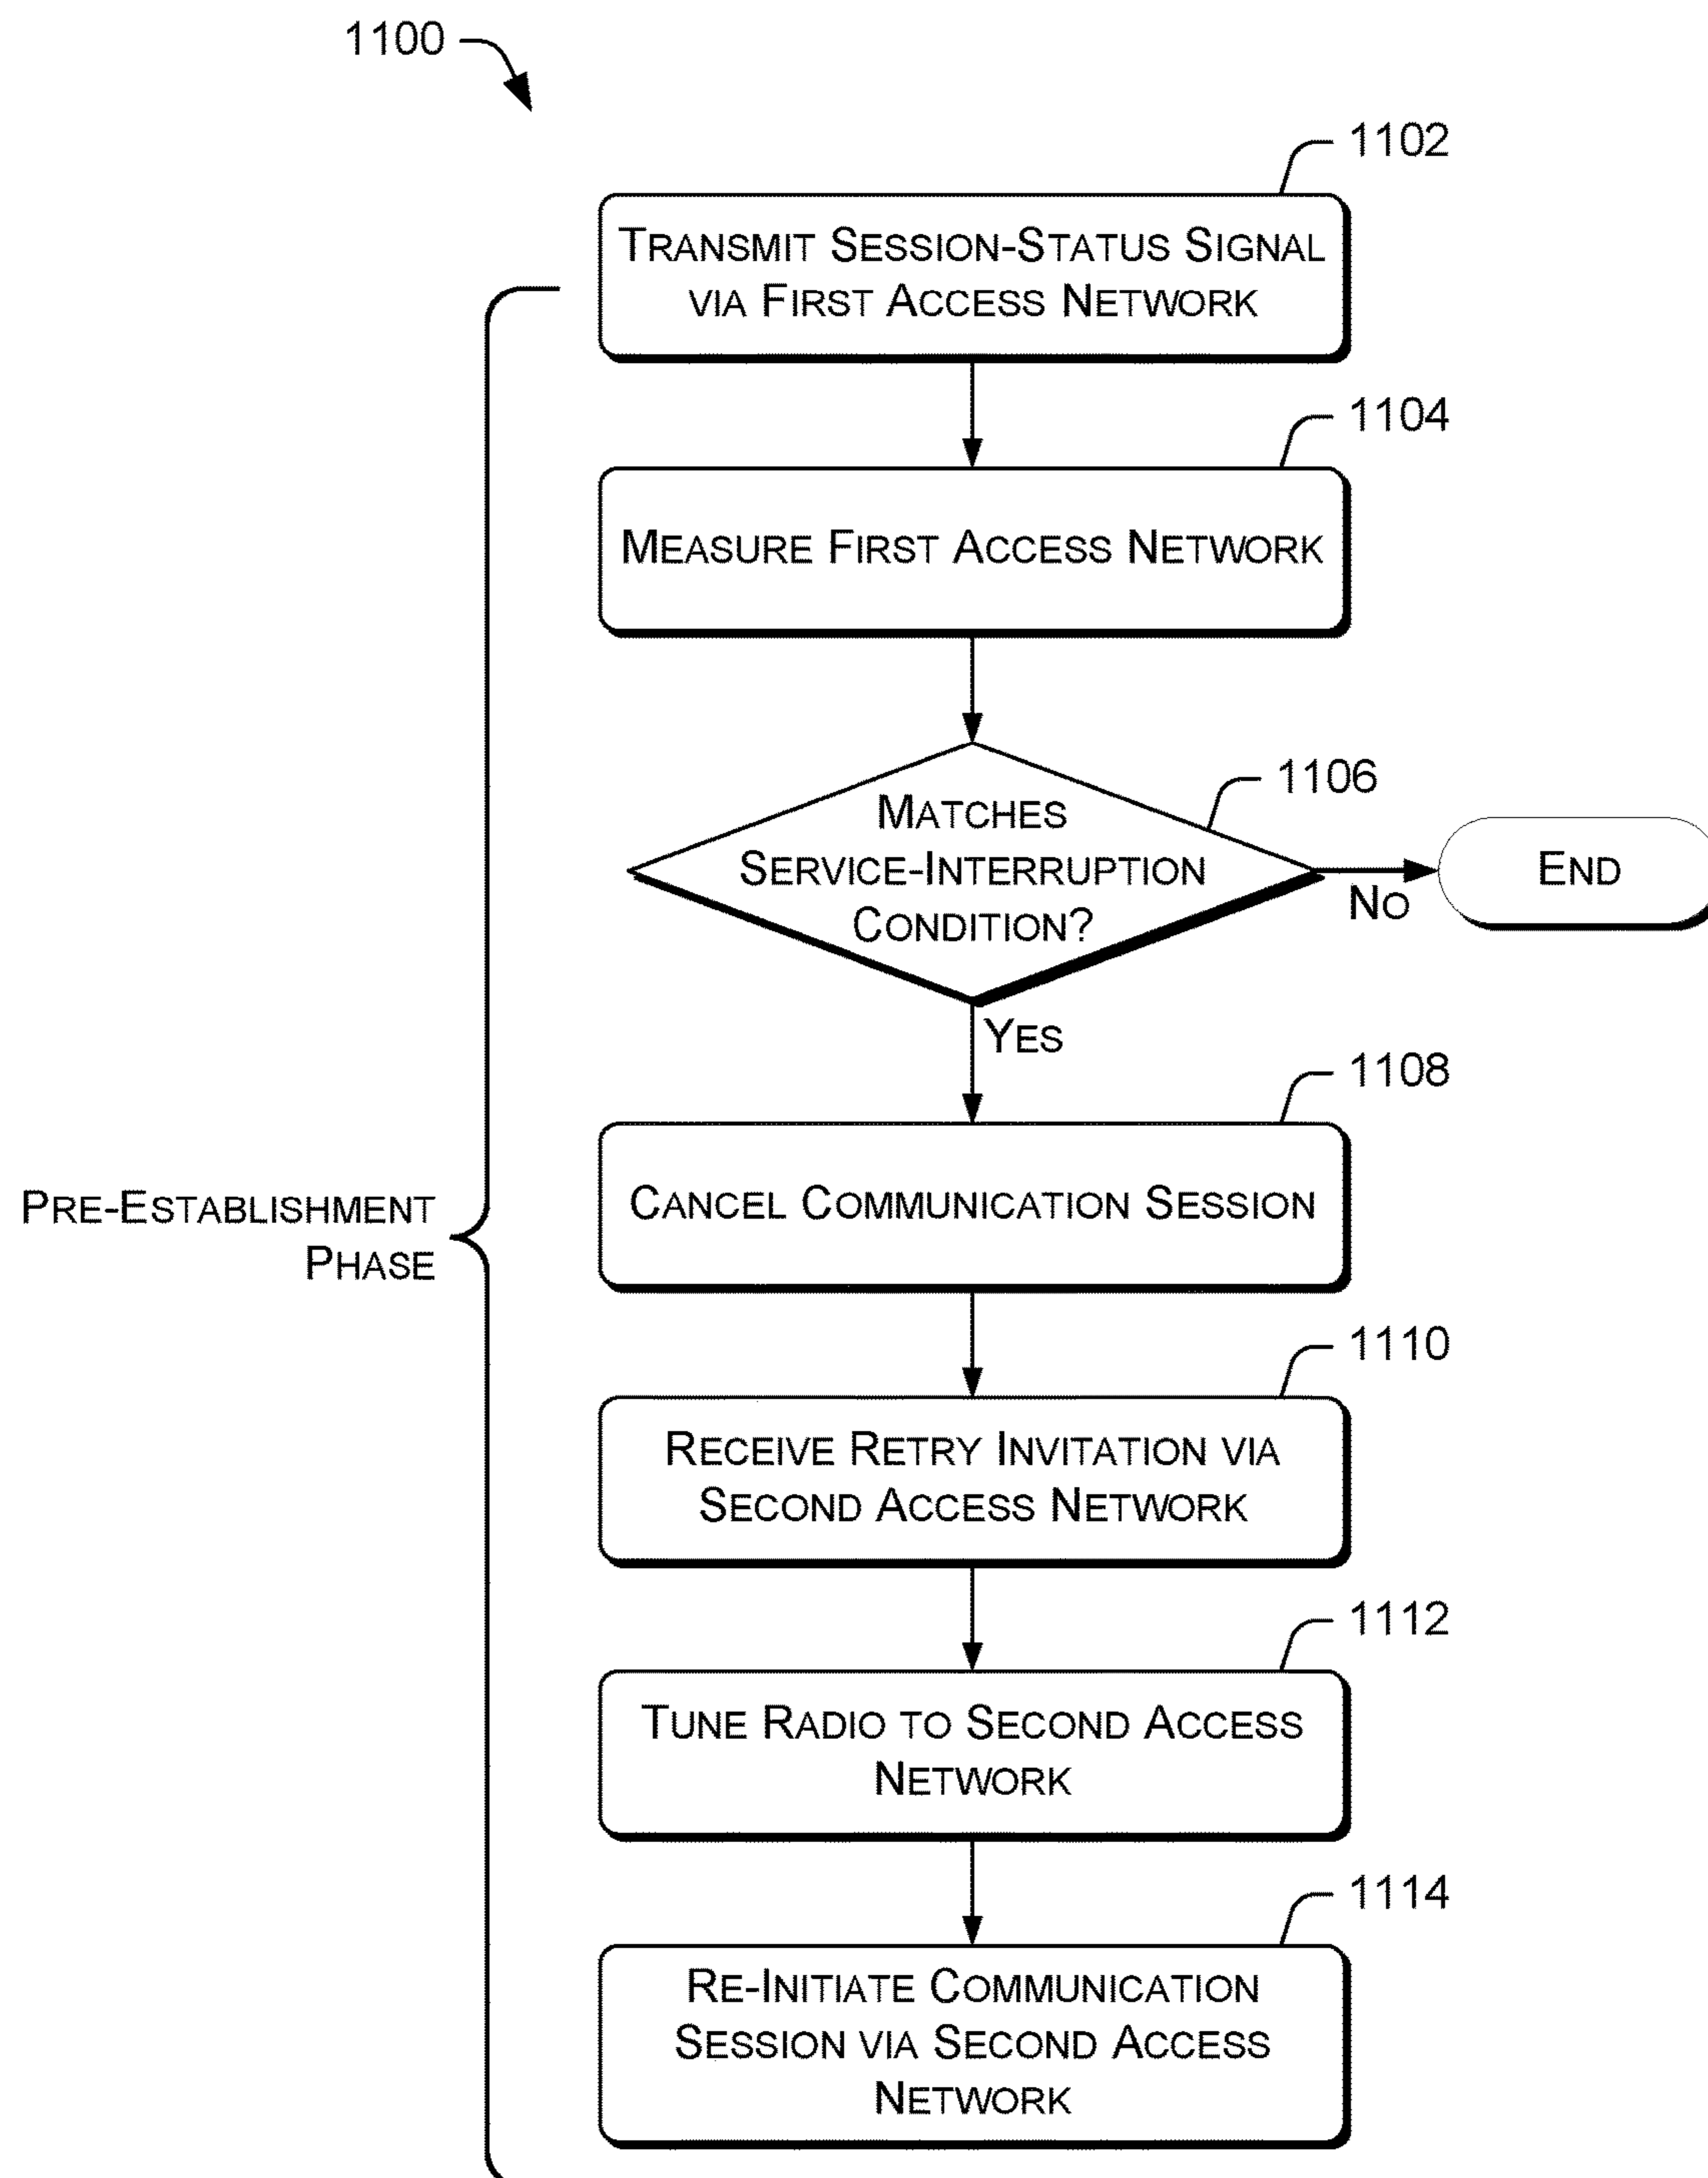 1100
1102
TRANSMIT SESSION-STATUS SIGNAL
VIA FIRST ACCESS NETWORK
1104
MEASURE FIRST ACCESS NETWORK
1106
MATCHES
SERVICE-INTERRUPTION
CONDITION?
END
NO
YES
1108
CANCEL COMMUNICATION SESSION
PRE-ESTABLISHMENT
PHASE
1110
RECEIVE RETRY INVITATION VIA
SECOND ACCESS NETWORK
1112
TUNE RADIO TO SECOND ACCESS
NETWORK
1114
RE-INITIATE COMMUNICATION
SESSION VIA SECOND ACCESS
NETWORK